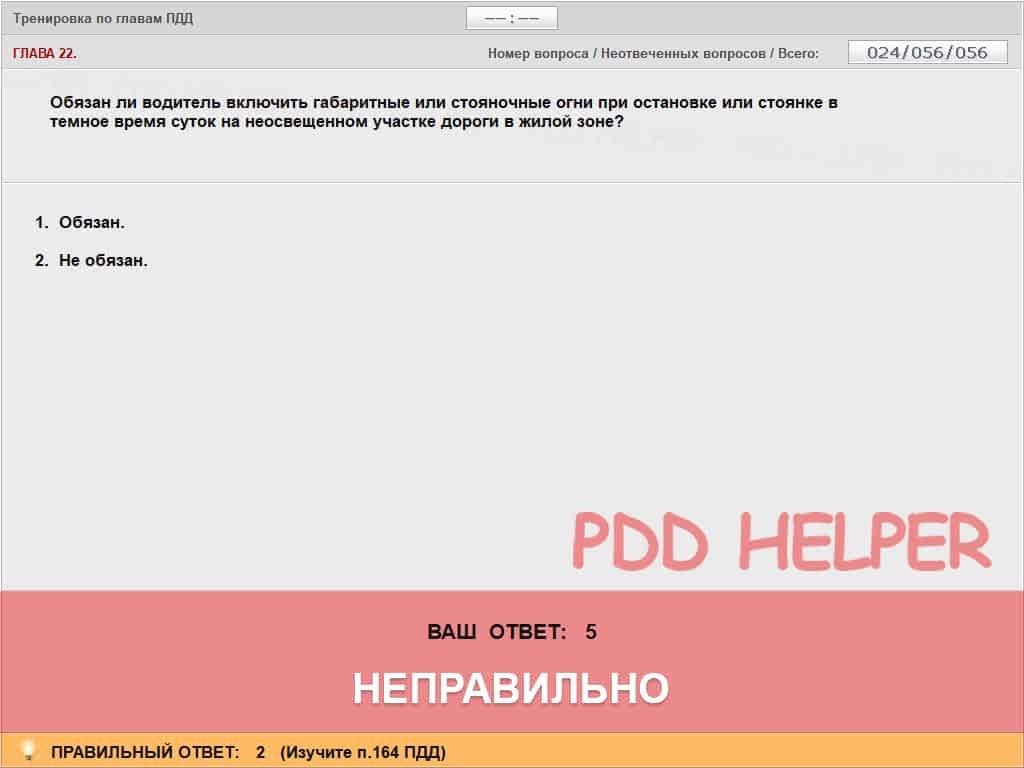 Тренировка по главам ПДД
—— : ——
ГЛАВА 22.
Номер вопроса / Неотвеченных вопросов / Всего: 024/056/056
Обязан ли водитель включить габаритные или стояночные огни при остановке или стоянке в
темное время суток на неосвещенном участке дороги в жилой зоне?
1. Обязан.
2. Не обязан.
PDD HELPER
ВАШ ОТВЕТ: 5
НЕПРАВИЛЬНО
ПРАВИЛЬНЫЙ ОТВЕТ: 2 (Изучите п.164 ПДД)